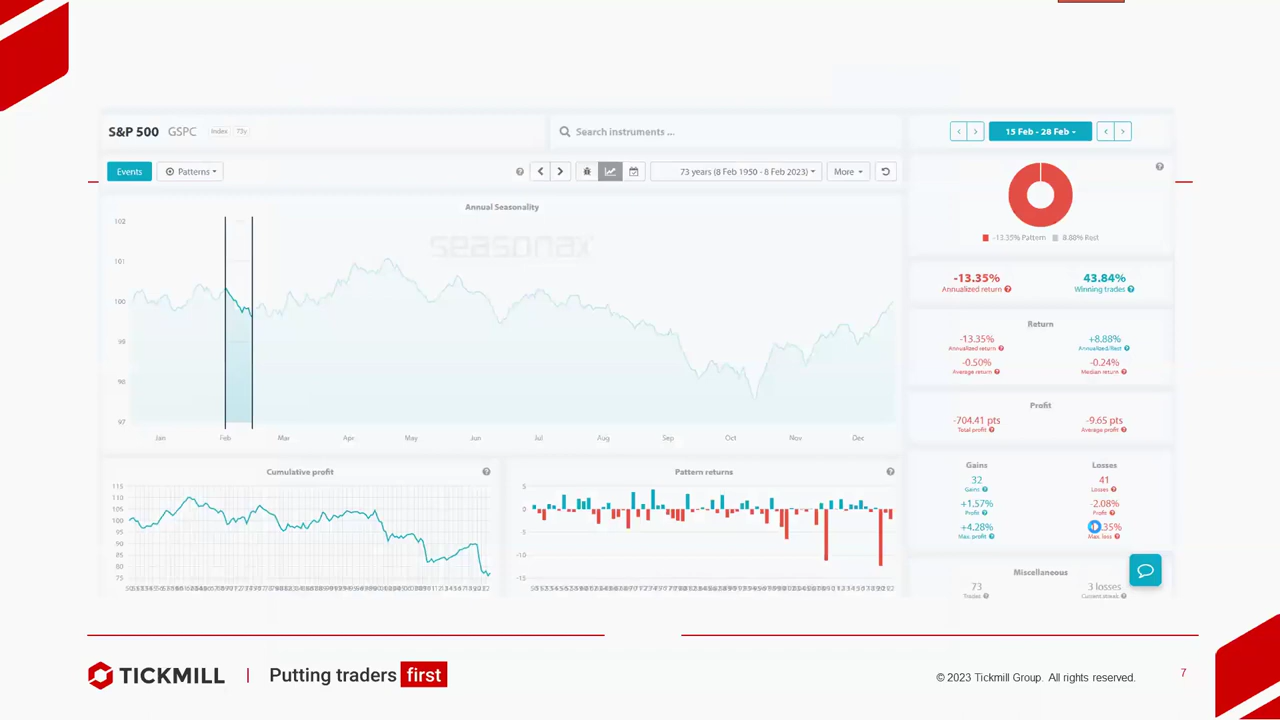 S&P 500 GSPC Index 73y
Search instruments ...
15 Feb - 28 Feb
Events
Patterns
73 years (8 Feb 1950 - 8 Feb 2023)
More
Annual Seasonality
seasonax
102
101
100
99
98
97
Jan Feb Mar Apr May Jun Jul Aug Sep Oct Nov Dec
-13.35% Pattern 8.88% Rest
-13.35% 43.84%
Annualized return Winning trades
Return
-13.35% +8.88%
Annualized return Annualized Rest
-0.50% -0.24%
Average return Median return
Profit
-704.41 pts -9.65 pts
Total profit Average profit
Gains Losses
32 41
Gains Losses
+1.57% -2.08%
Profit Profit
+4.28%
Max. profit Max. loss
Miscellaneous
73 3 losses
Trades Current streak
Cumulative profit
115
110
105
100
95
90
85
80
75
Pattern returns
5
0
-5
-10
-15
TICKMILL | Putting traders first
© 2023 Tickmill Group. All rights reserved.
7